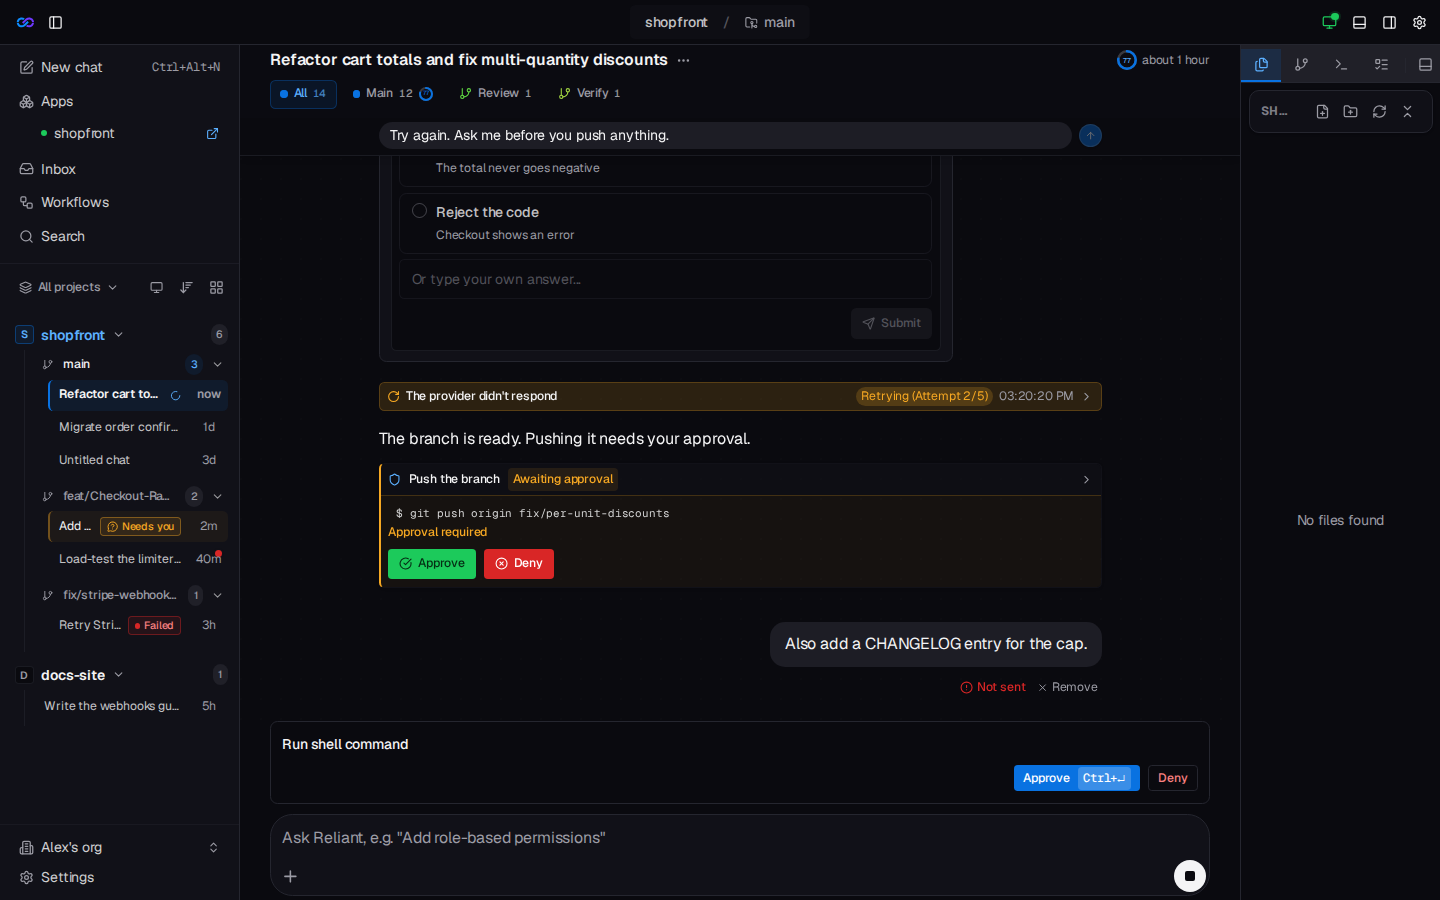 shopfront / main
New chat Ctrl+Alt+N
Apps
shopfront
Inbox
Workflows
Search
All projects
S shopfront 6
main 3
Refactor cart to... now
Migrate order confir... 1d
Untitled chat 3d
feat/Checkout-Ra... 2
Add ... Needs you 2m
Load-test the limiter... 40m
fix/stripe-webhook... 1
Retry Stri... Failed 3h
D docs-site 1
Write the webhooks gu... 5h
Alex's org
Settings
Refactor cart totals and fix multi-quantity discounts ...
77 about 1 hour
All 14 Main 12 Review 1 Verify 1
Try again. Ask me before you push anything.
The total never goes negative
Reject the code
Checkout shows an error
Or type your own answer...
Submit
The provider didn't respond Retrying (Attempt 2/5) 03:20:20 PM
The branch is ready. Pushing it needs your approval.
Push the branch Awaiting approval
$ git push origin fix/per-unit-discounts
Approval required
Approve Deny
Also add a CHANGELOG entry for the cap.
Not sent Remove
Run shell command
Approve Ctrl+↵ Deny
Ask Reliant, e.g. "Add role-based permissions"
SH...
No files found